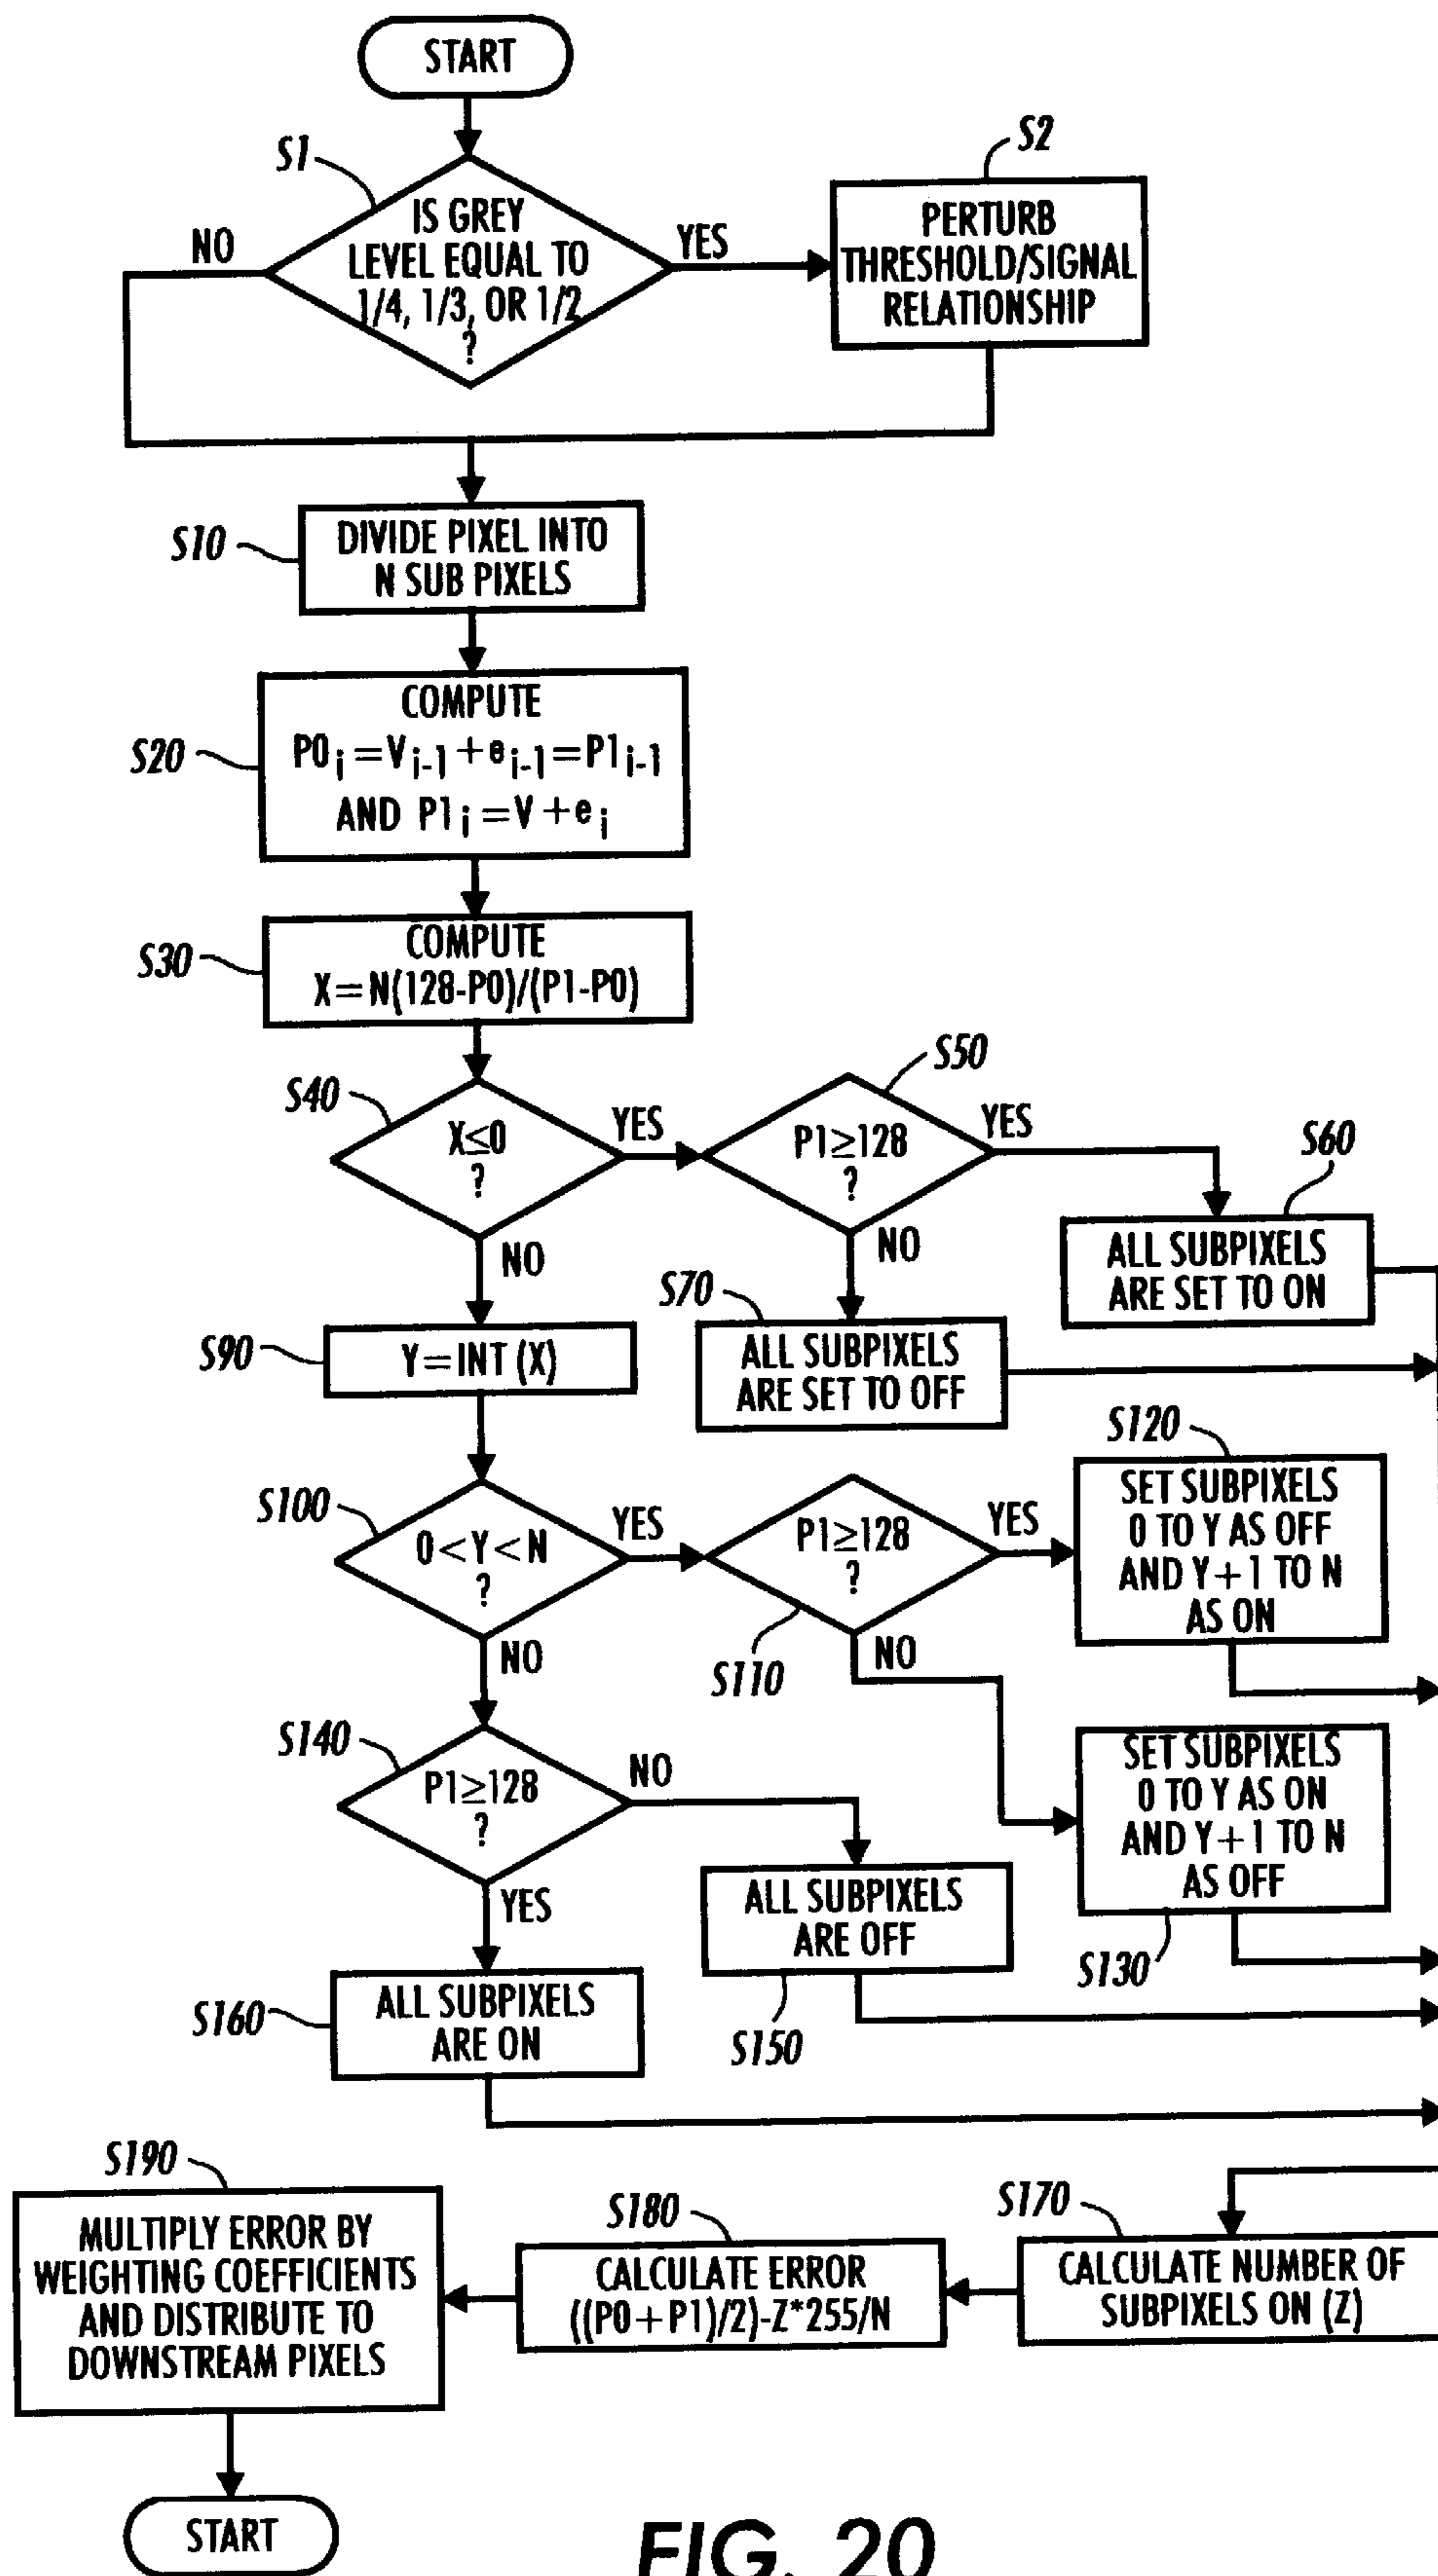 START
S1
IS GREY
LEVEL EQUAL TO
1/4, 1/3, OR 1/2
?
NO
YES
S2
PERTURB
THRESHOLD/SIGNAL
RELATIONSHIP
S10
DIVIDE PIXEL INTO
N SUB PIXELS
S20
COMPUTE
P0 i =V i-1 +e i-1 =P1 i-1
AND P1 i =V+e i
S30
COMPUTE
X=N(128-P0)/(P1-P0)
S40
X≤0
?
YES
NO
S50
P1≥128
?
YES
NO
S60
ALL SUBPIXELS
ARE SET TO ON
S70
ALL SUBPIXELS
ARE SET TO OFF
S90
Y=INT (X)
S100
0<Y<N
?
YES
NO
P1≥128
?
S110
YES
NO
S120
SET SUBPIXELS
0 TO Y AS OFF
AND Y+1 TO N
AS ON
SET SUBPIXELS
0 TO Y AS ON
AND Y+1 TO N
AS OFF
S130
S140
P1≥128
?
NO
YES
ALL SUBPIXELS
ARE OFF
S150
S160
ALL SUBPIXELS
ARE ON
S170
CALCULATE NUMBER OF
SUBPIXELS ON (Z)
S180
CALCULATE ERROR
((P0+P1)/2)-Z*255/N
S190
MULTIPLY ERROR BY
WEIGHTING COEFFICIENTS
AND DISTRIBUTE TO
DOWNSTREAM PIXELS
START
FIG. 20